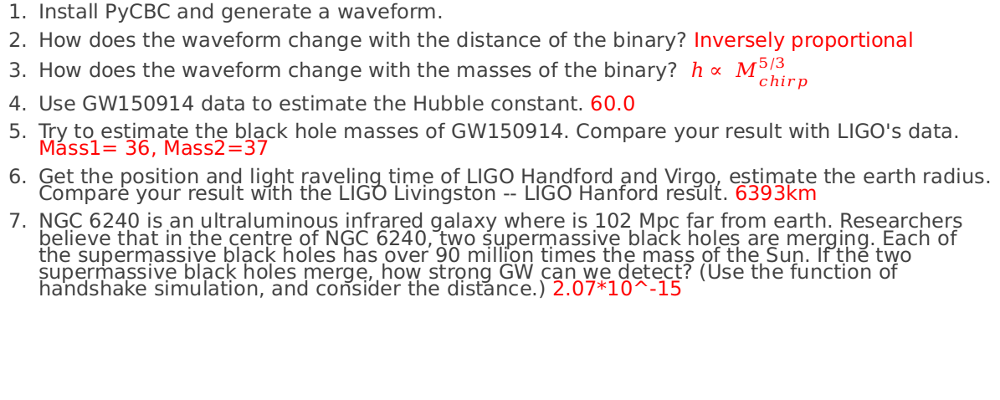 1. Install PyCBC and generate a waveform.
2. How does the waveform change with the distance of the binary? Inversely proportional
3. How does the waveform change with the masses of the binary? h ∝ M_{chirp}^{5/3}
4. Use GW150914 data to estimate the Hubble constant. 60.0
5. Try to estimate the black hole masses of GW150914. Compare your result with LIGO's data.
Mass1= 36, Mass2=37
6. Get the position and light raveling time of LIGO Handford and Virgo, estimate the earth radius.
Compare your result with the LIGO Livingston -- LIGO Hanford result. 6393km
7. NGC 6240 is an ultraluminous infrared galaxy where is 102 Mpc far from earth. Researchers
believe that in the centre of NGC 6240, two supermassive black holes are merging. Each of
the supermassive black holes has over 90 million times the mass of the Sun. If the two
supermassive black holes merge, how strong GW can we detect? (Use the function of
handshake simulation, and consider the distance.) 2.07*10^-15